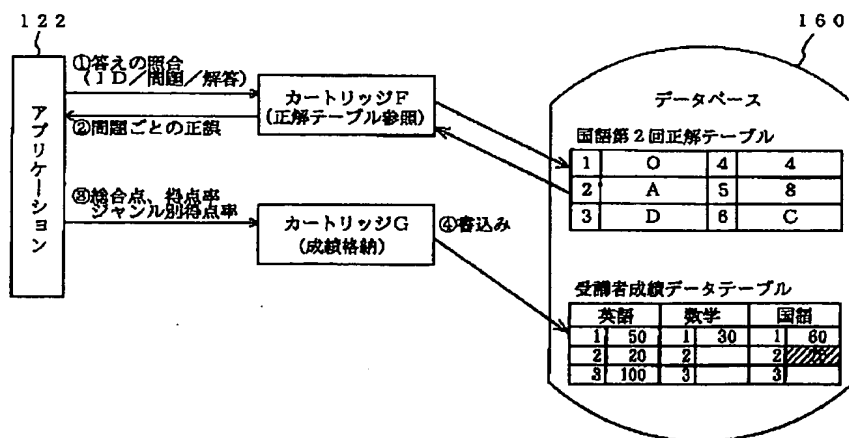 122
160
①答えの照合
(ID/問題/解答)
②問題ごとの正誤
③総合点、得点率
ジャンル別得点率
アプリケーション
カートリッジF
(正解テーブル参照)
カートリッジG
(成績格納)
④書込み
データベース
国語第2回正解テーブル
1 O 4 4
2 A 5 8
3 D 6 C
受講者成績データテーブル
英語 数学 国語
1 50 1 30 1 60
2 20 2 2
3 100 3 3